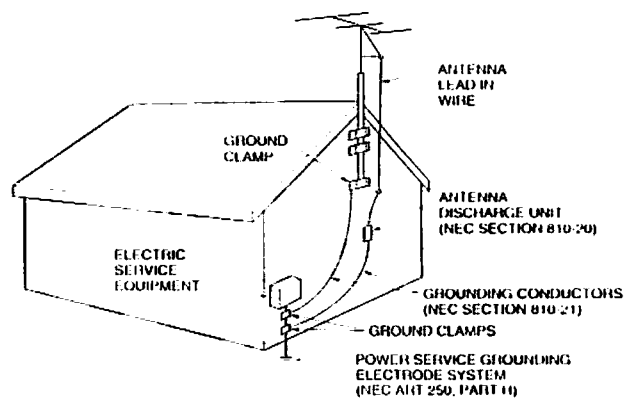 ANTENNA
LEAD IN
WIRE
GROUND
CLAMP
ANTENNA
DISCHARGE UNIT
(NEC SECTION 810-20)
ELECTRIC
SERVICE
EQUIPMENT
GROUNDING CONDUCTORS
(NEC SECTION 810-21)
GROUND CLAMPS
POWER SERVICE GROUNDING
ELECTRODE SYSTEM
(NEC ART 250, PART H)